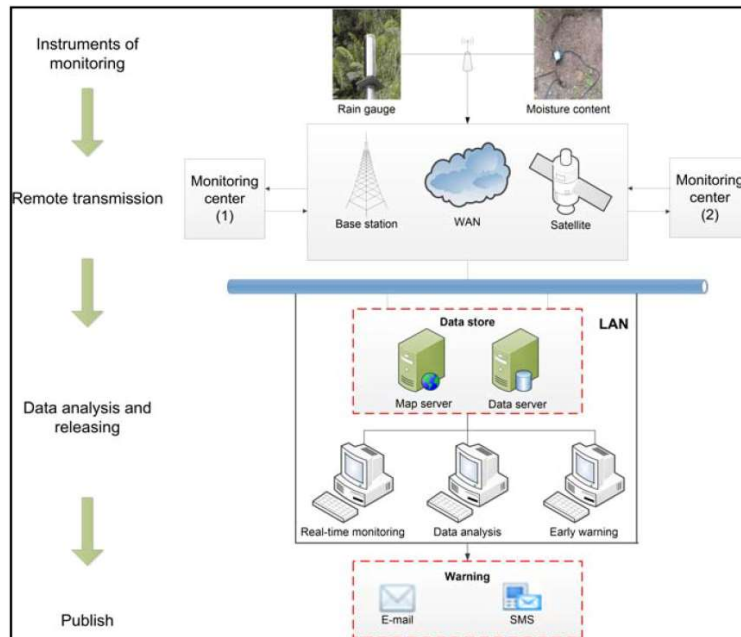 Instruments of
monitoring
Rain gauge
Moisture content
Remote transmission
Monitoring
center
(1)
Base station
WAN
Satellite
Monitoring
center
(2)
LAN
Data store
Map server
Data server
Data analysis and
releasing
Real-time monitoring
Data analysis
Early warning
Warning
E-mail
SMS
Publish